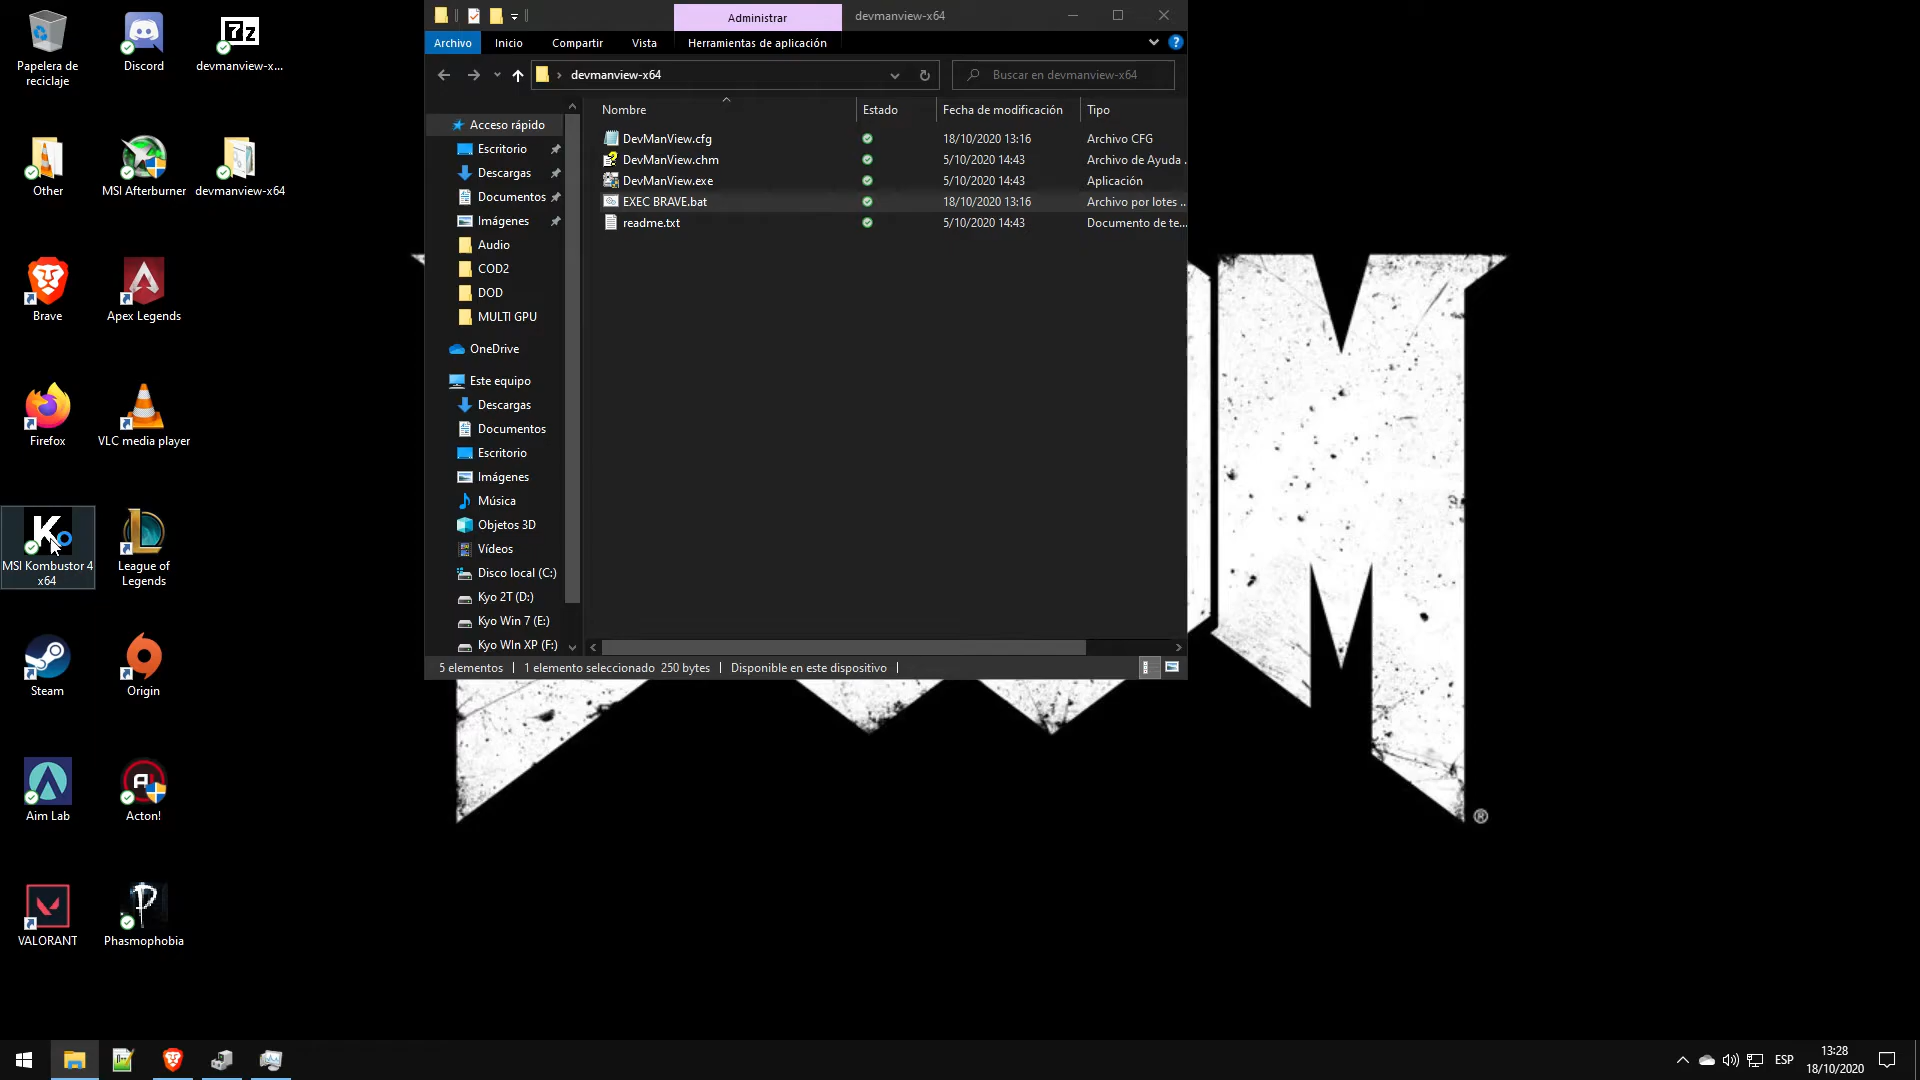 Papelera de
reciclaje
Discord
devmanview-x...
Other
MSI Afterburner
devmanview-x64
Brave
Apex Legends
Firefox
VLC media player
MSI Kombustor 4
x64
League of
Legends
Steam
Origin
Aim Lab
Acton!
VALORANT
Phasmophobia
Administrar
devmanview-x64
Archivo
Inicio
Compartir
Vista
Herramientas de aplicación
devmanview-x64
Buscar en devmanview-x64
Nombre
Estado
Fecha de modificación
Tipo
DevManView.cfg
18/10/2020 13:16
Archivo CFG
DevManView.chm
5/10/2020 14:43
Archivo de Ayuda .
DevManView.exe
5/10/2020 14:43
Aplicación
EXEC BRAVE.bat
18/10/2020 13:16
Archivo por lotes ..
readme.txt
5/10/2020 14:43
Documento de te...
Acceso rápido
Escritorio
Descargas
Documentos
Imágenes
Audio
COD2
DOD
MULTI GPU
OneDrive
Este equipo
Descargas
Documentos
Escritorio
Imágenes
Música
Objetos 3D
Vídeos
Disco local (C:)
Kyo 2T (D:)
Kyo Win 7 (E:)
Kyo WIn XP (F:)
5 elementos
1 elemento seleccionado 250 bytes
Disponible en este dispositivo
M
®
ESP
13:28
18/10/2020